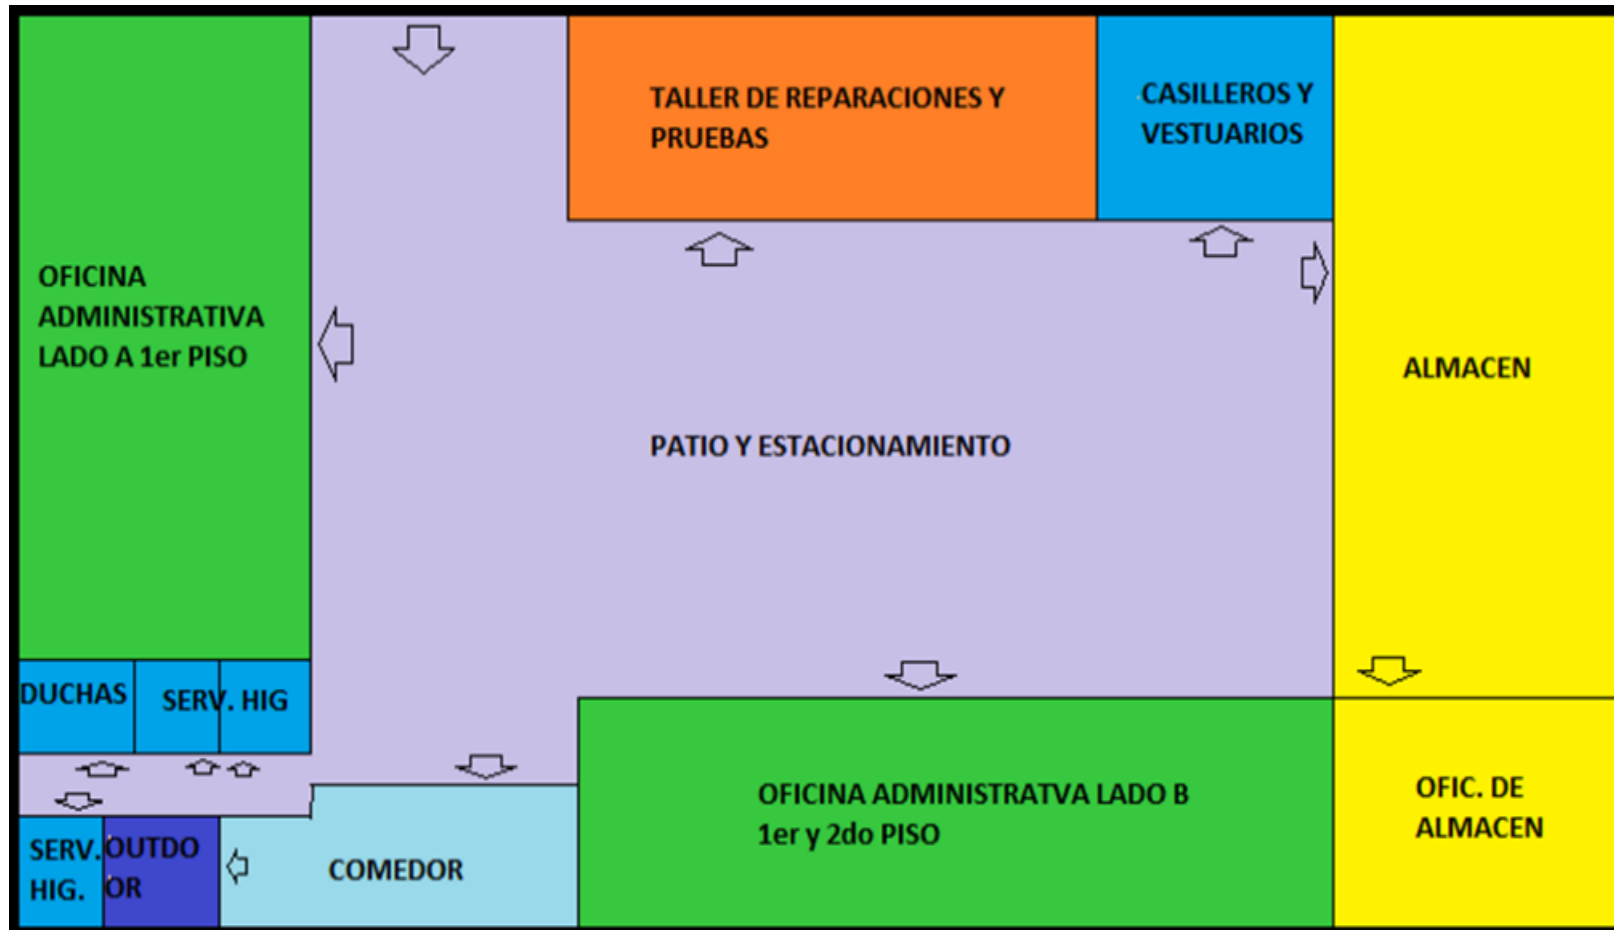 TALLER DE REPARACIONES Y
PRUEBAS
CASILLEROS Y
VESTUARIOS
OFICINA
ADMINISTRATIVA
LADO A 1er PISO
ALMACEN
PATIO Y ESTACIONAMIENTO
DUCHAS
SERV. HIG
OFICINA ADMINISTRATVA LADO B
1er y 2do PISO
OFIC. DE
ALMACEN
SERV.
HIG.
OUTDO
OR
COMEDOR